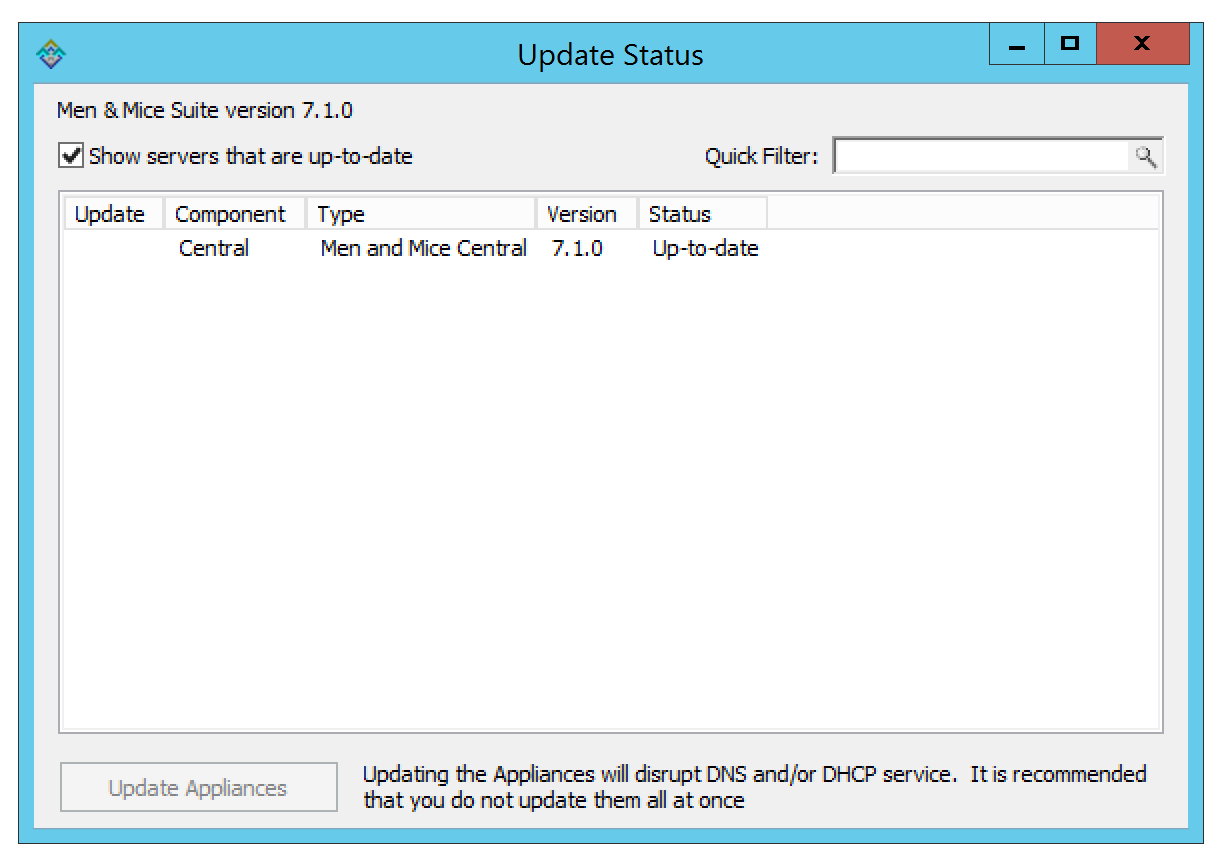 Update Status
Men & Mice Suite version 7.1.0
Show servers that are up-to-date Quick Filter:
Update Component Type Version Status
Central Men and Mice Central 7.1.0 Up-to-date
Update Appliances
Updating the Appliances will disrupt DNS and/or DHCP service.  It is recommended
that you do not update them all at once